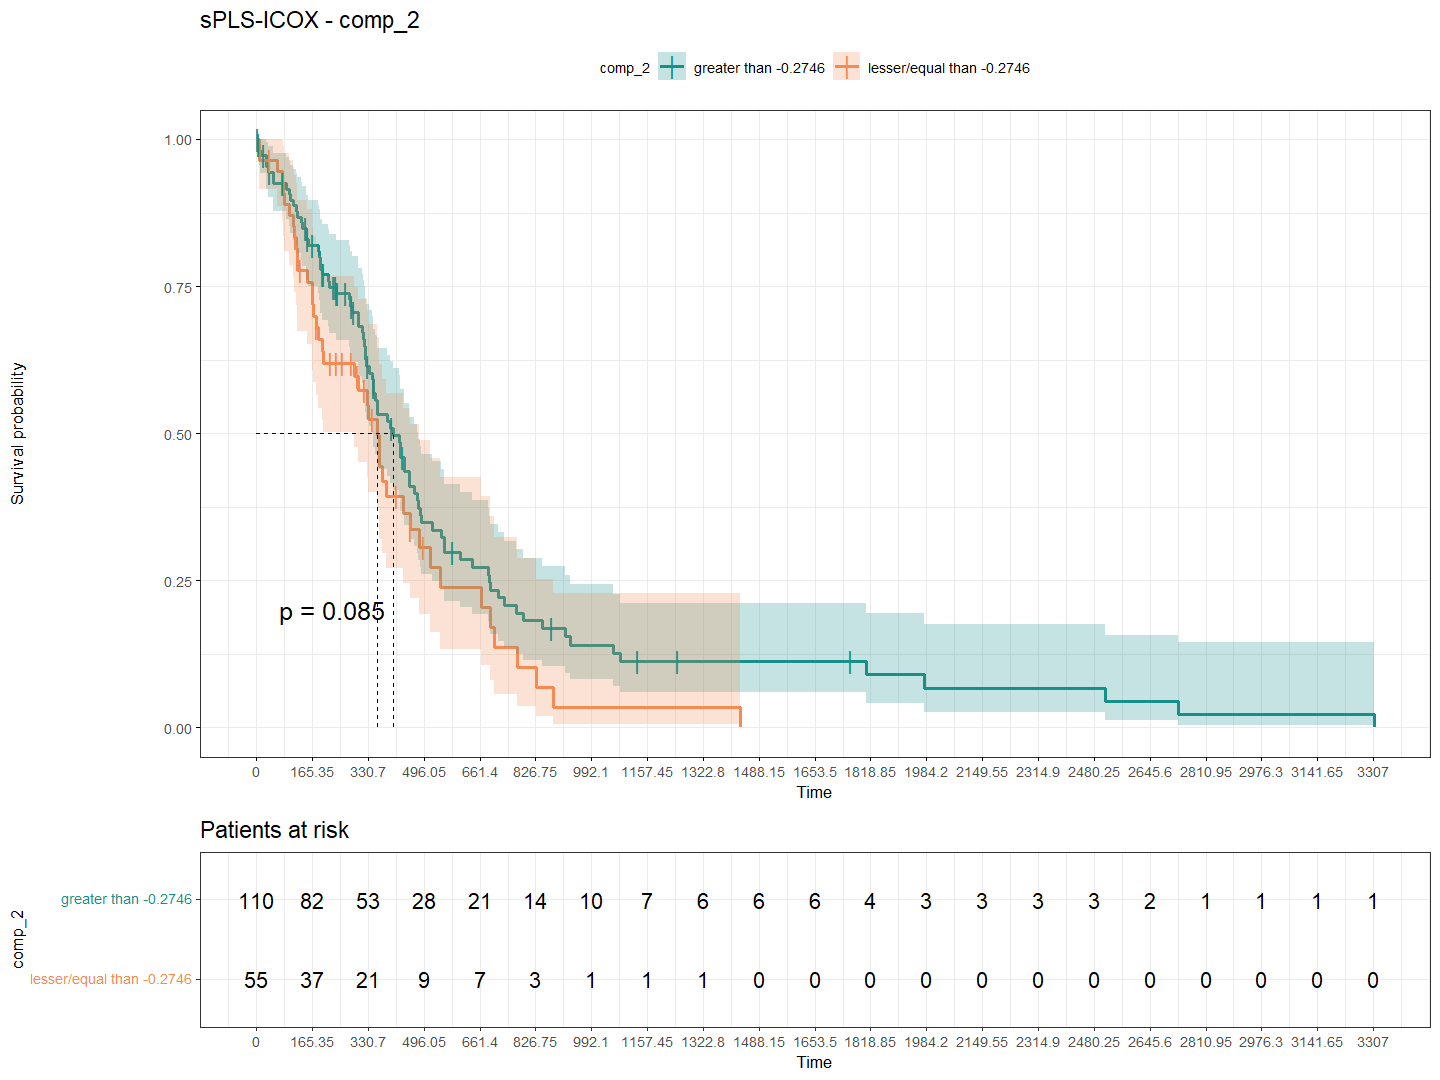 sPLS-ICOX - comp_2
comp_2 greater than -0.2746 lesser/equal than -0.2746
Survival probability
1.00
0.75
0.50
0.25
0.00
p = 0.085
0 165.35 330.7 496.05 661.4 826.75 992.1 1157.45 1322.8 1488.15 1653.5 1818.85 1984.2 2149.55 2314.9 2480.25 2645.6 2810.95 2976.3 3141.65 3307
Time
Patients at risk
comp_2
greater than -0.2746 110 82 53 28 21 14 10 7 6 6 6 4 3 3 3 3 2 1 1 1 1
lesser/equal than -0.2746 55 37 21 9 7 3 1 1 1 0 0 0 0 0 0 0 0 0 0 0 0
0 165.35 330.7 496.05 661.4 826.75 992.1 1157.45 1322.8 1488.15 1653.5 1818.85 1984.2 2149.55 2314.9 2480.25 2645.6 2810.95 2976.3 3141.65 3307
Time